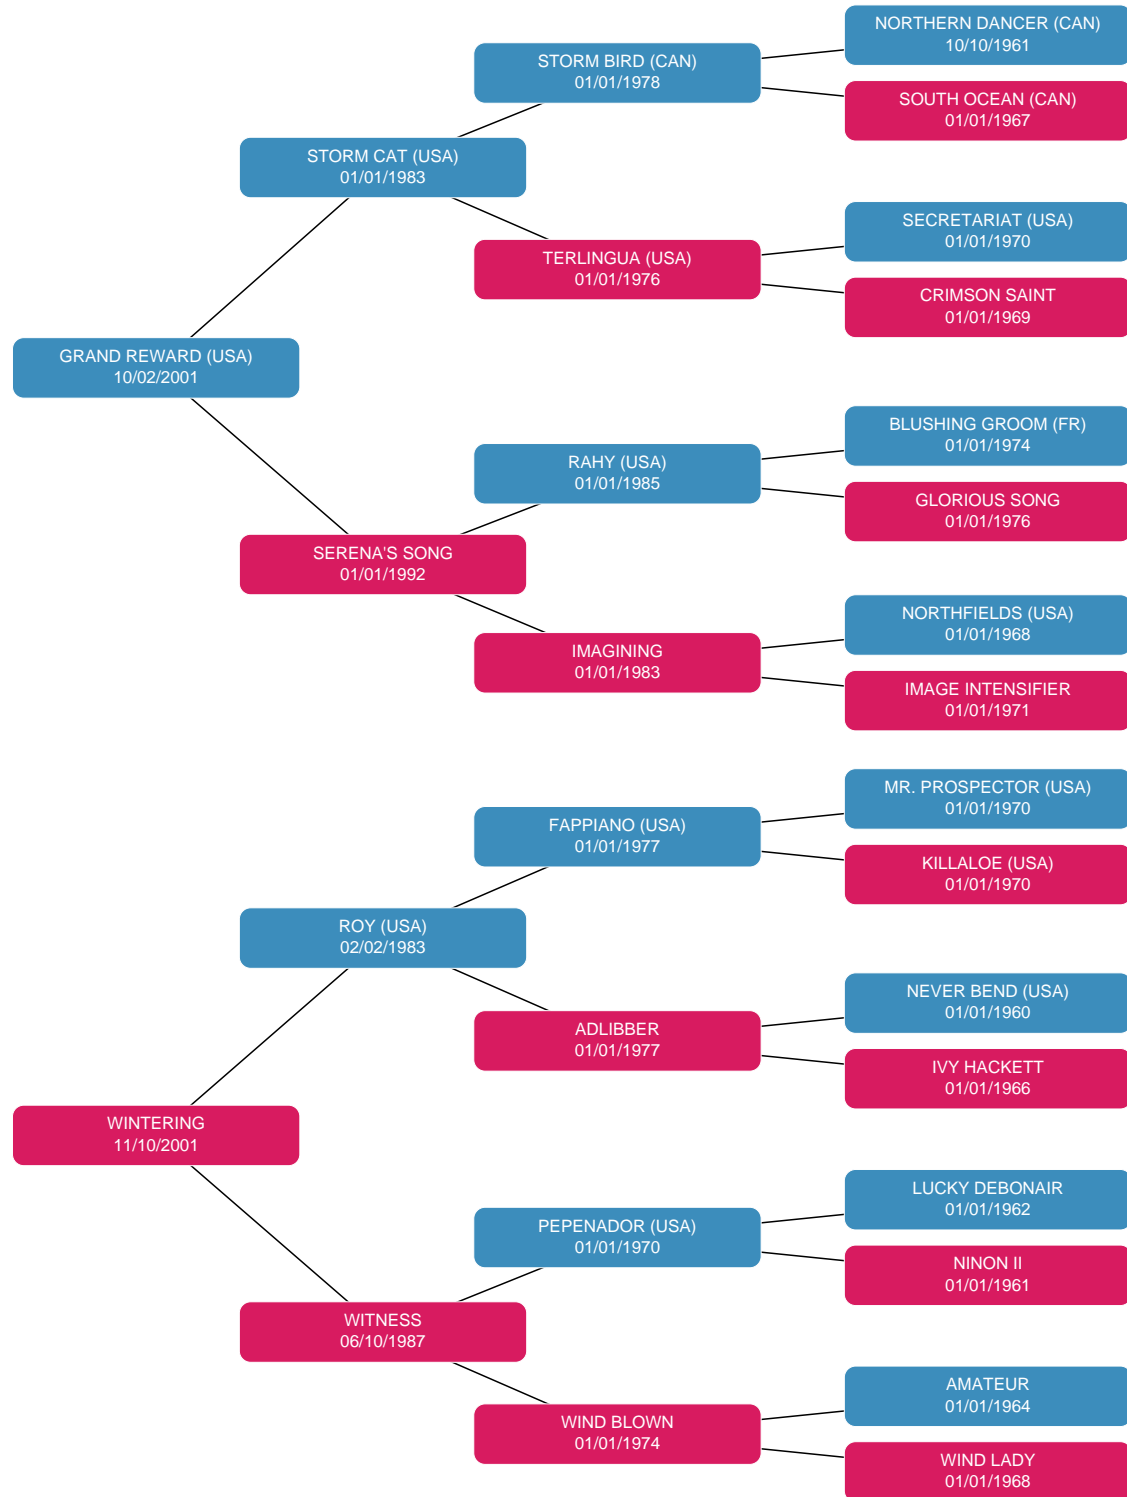 NORTHERN DANCER (CAN)
10/10/1961
STORM BIRD (CAN)
01/01/1978
SOUTH OCEAN (CAN)
01/01/1967
STORM CAT (USA)
01/01/1983
SECRETARIAT (USA)
01/01/1970
TERLINGUA (USA)
01/01/1976
CRIMSON SAINT
01/01/1969
GRAND REWARD (USA)
10/02/2001
BLUSHING GROOM (FR)
01/01/1974
RAHY (USA)
01/01/1985
GLORIOUS SONG
01/01/1976
SERENA'S SONG
01/01/1992
NORTHFIELDS (USA)
01/01/1968
IMAGINING
01/01/1983
IMAGE INTENSIFIER
01/01/1971
MR. PROSPECTOR (USA)
01/01/1970
FAPPIANO (USA)
01/01/1977
KILLALOE (USA)
01/01/1970
ROY (USA)
02/02/1983
NEVER BEND (USA)
01/01/1960
ADLIBBER
01/01/1977
IVY HACKETT
01/01/1966
WINTERING
11/10/2001
LUCKY DEBONAIR
01/01/1962
PEPENADOR (USA)
01/01/1970
NINON II
01/01/1961
WITNESS
06/10/1987
AMATEUR
01/01/1964
WIND BLOWN
01/01/1974
WIND LADY
01/01/1968